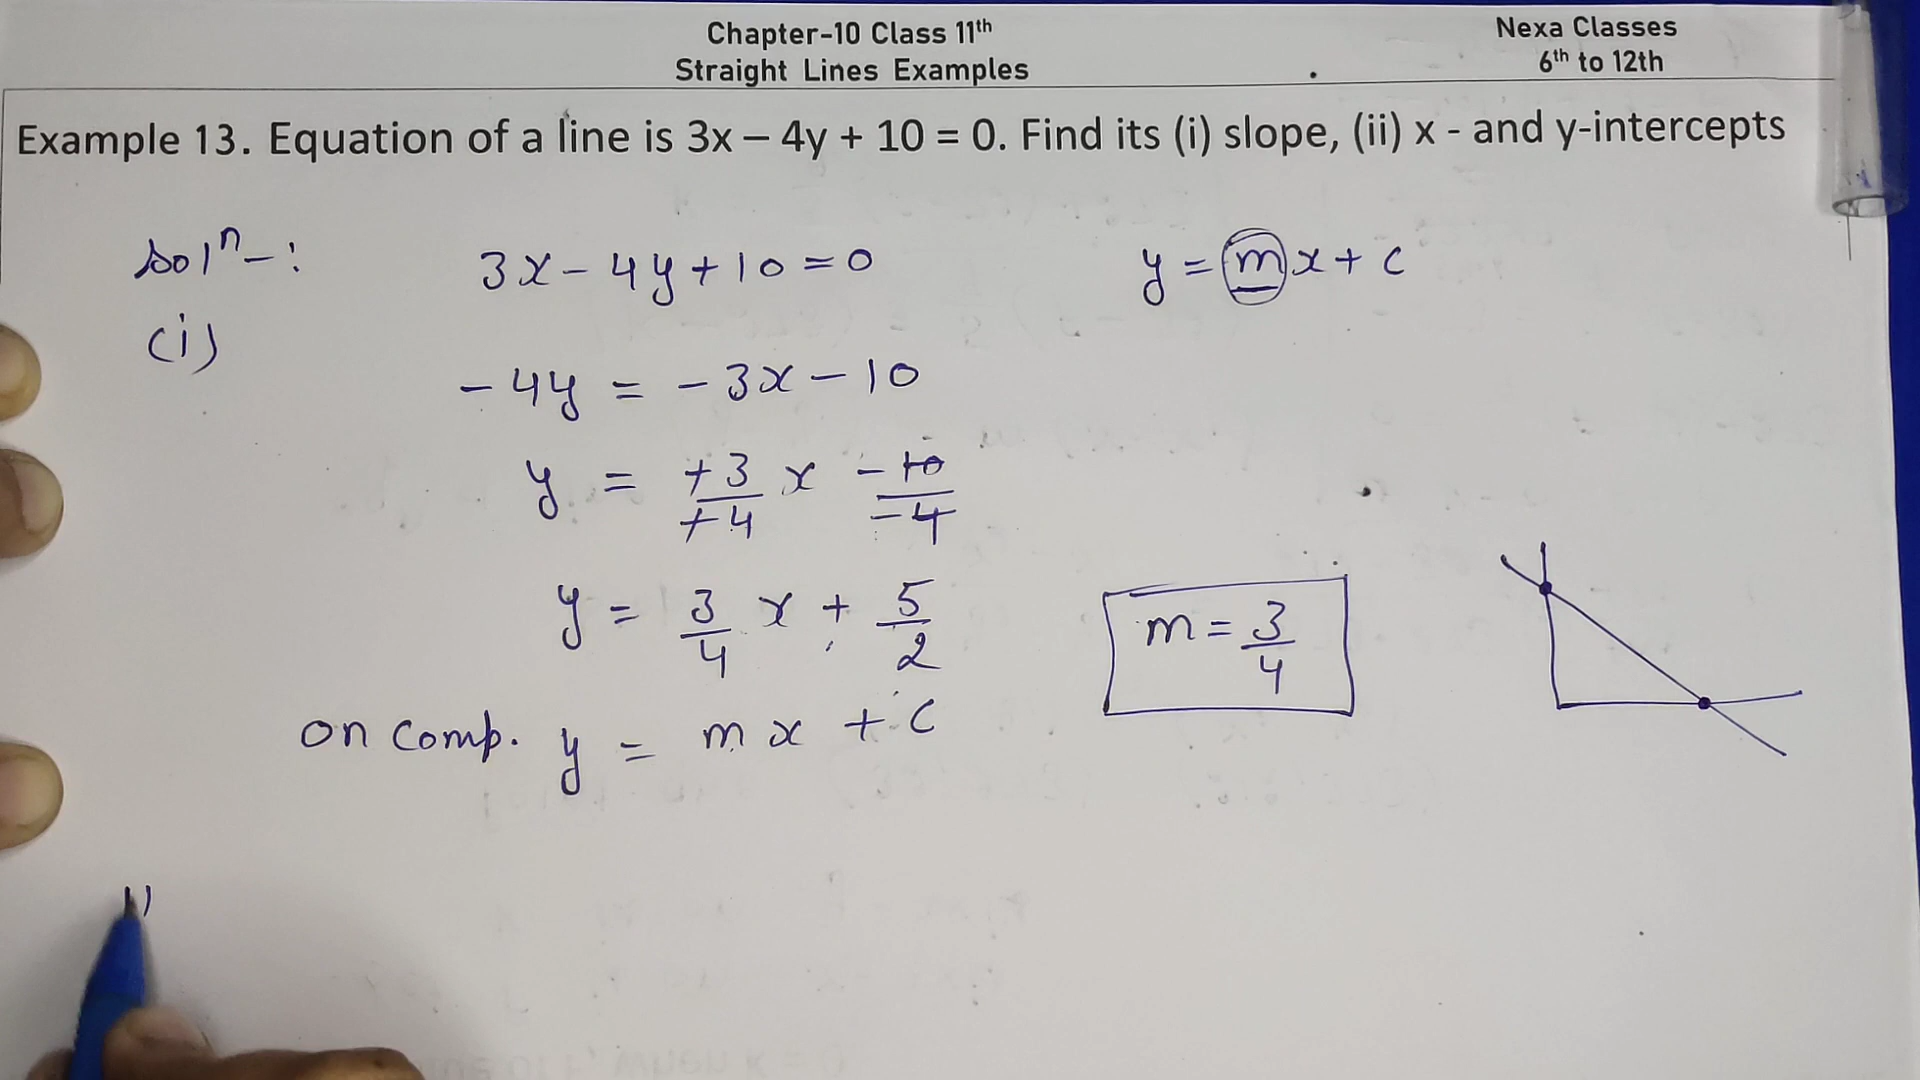 Chapter-10 Class 11th
Straight Lines Examples
Nexa Classes
6th to 12th
Example 13. Equation of a line is 3x – 4y + 10 = 0. Find its (i) slope, (ii) x - and y-intercepts
Solⁿ-:
3x - 4y + 10 = 0
y = mx + c
(i)
-4y = -3x - 10
y = +3/+4 x -10/-4
y = 3/4 x + 5/2
m = 3/4
on comp. y = mx + c